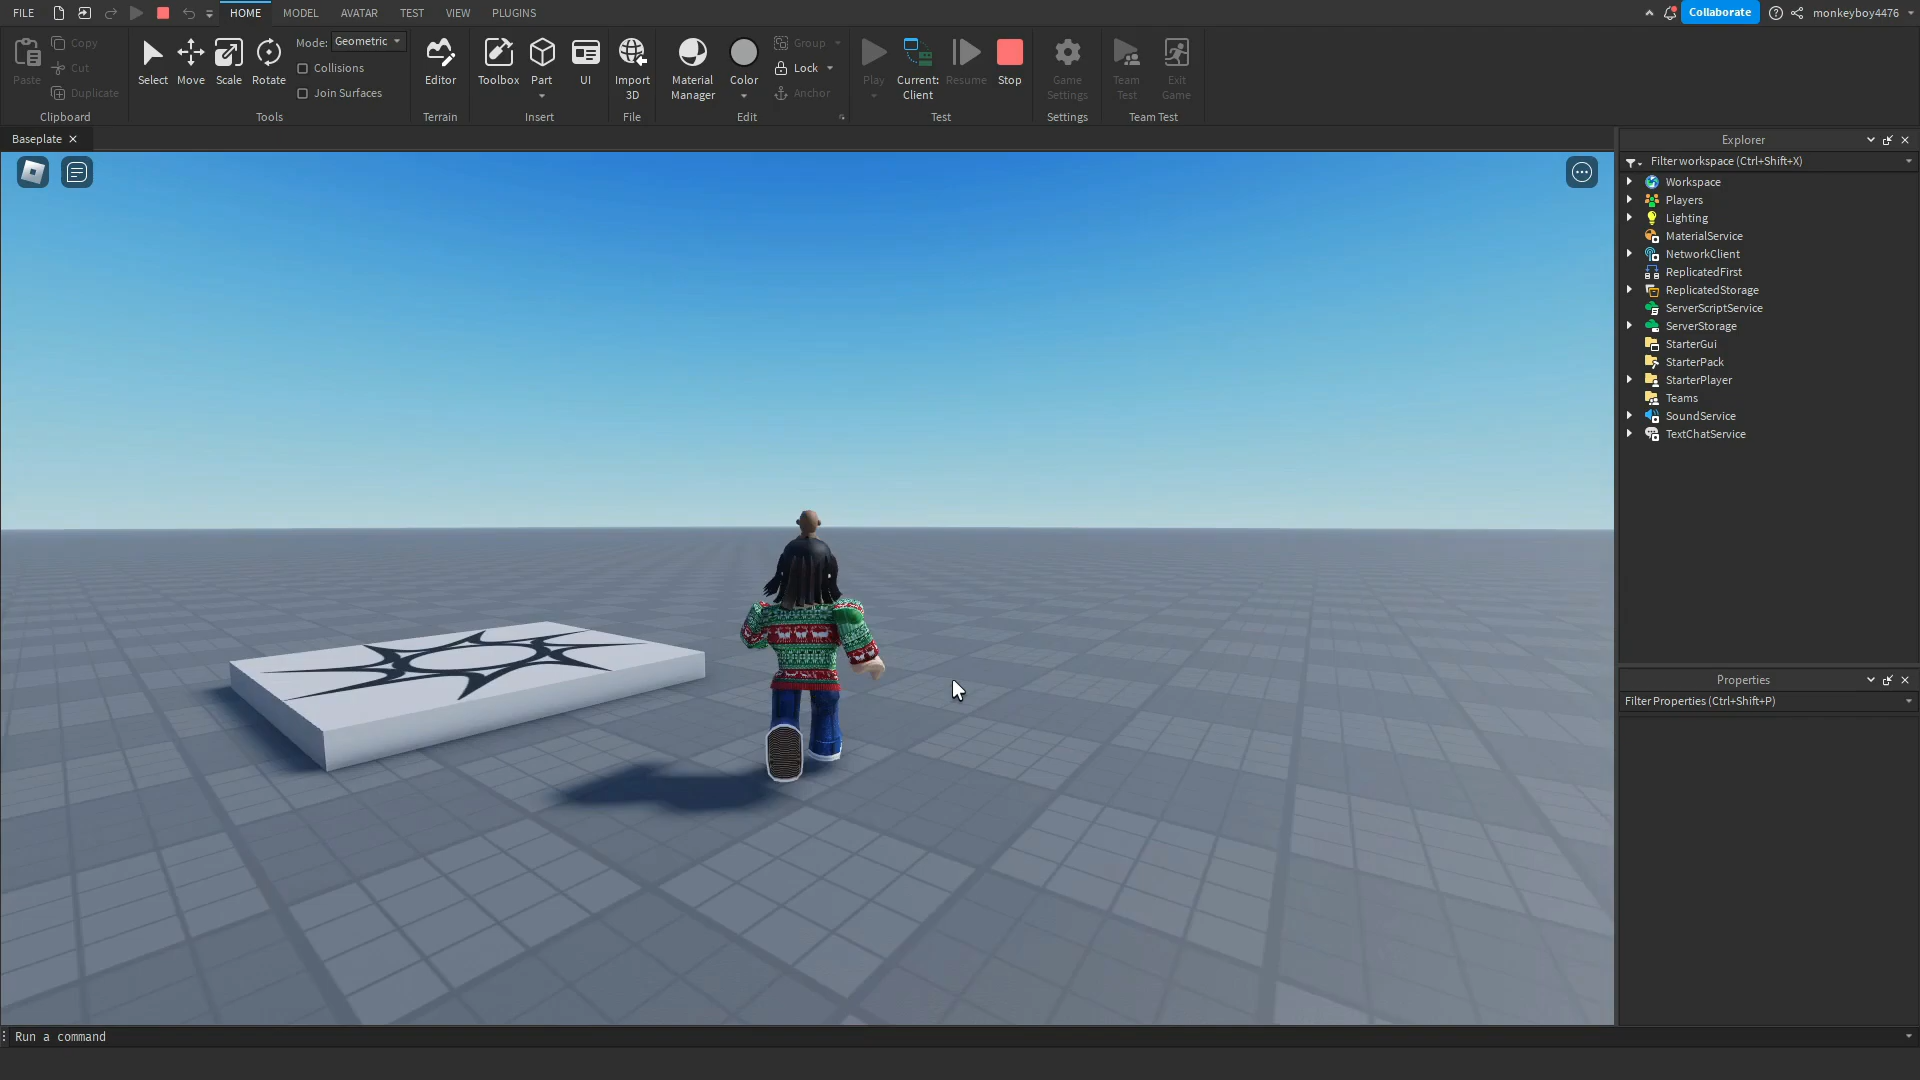 FILE HOME MODEL AVATAR TEST VIEW PLUGINS Collaborate monkeyboy4476
Paste
Copy
Cut
Duplicate
Clipboard
Select Move Scale Rotate
Mode: Geometric
Collisions
Join Surfaces
Tools
Editor
Terrain
Toolbox Part UI
Insert
Import
3D
File
Material
Manager
Color
Group
Lock
Anchor
Edit
Play
Current:
Client
Resume Stop
Test
Game
Settings
Settings
Team
Test
Exit
Game
Team Test
Baseplate
Explorer
Filter workspace (Ctrl+Shift+X)
Workspace
Players
Lighting
MaterialService
NetworkClient
ReplicatedFirst
ReplicatedStorage
ServerScriptService
ServerStorage
StarterGui
StarterPack
StarterPlayer
Teams
SoundService
TextChatService
Properties
Filter Properties (Ctrl+Shift+P)
Run a command